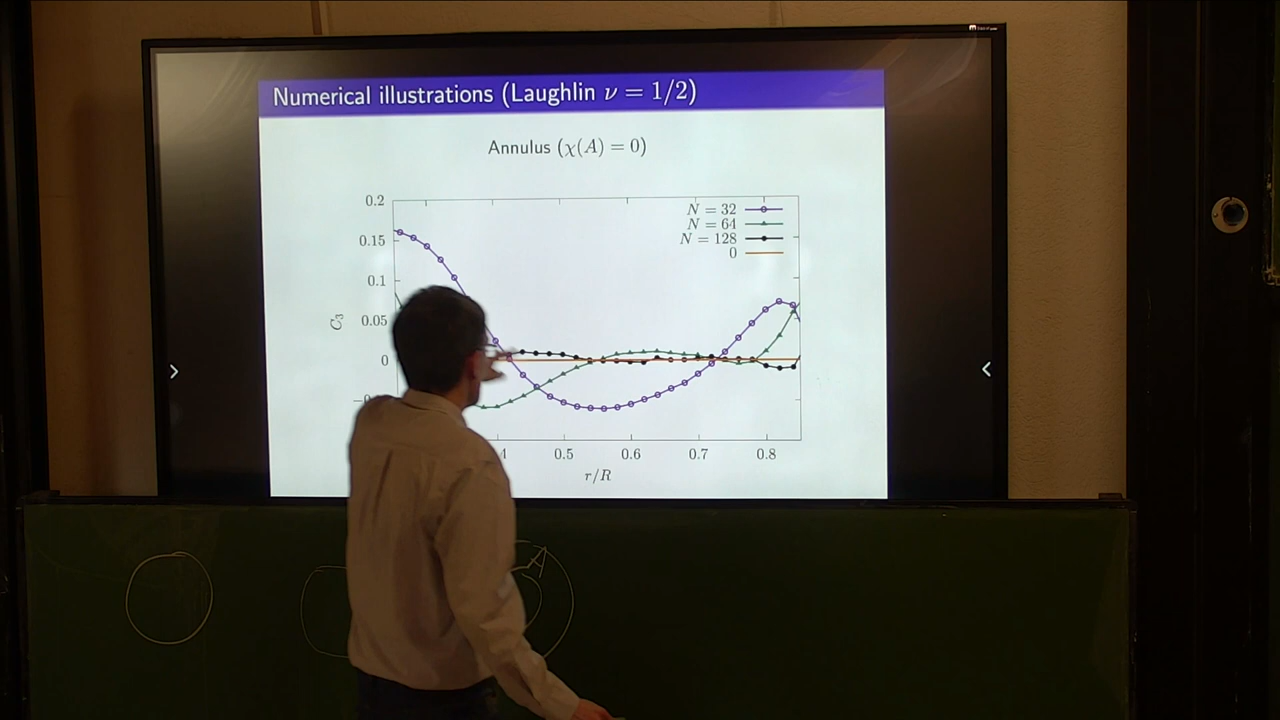 Numerical illustrations (Laughlin ν = 1/2)
Annulus (χ(A) = 0)
N = 32
N = 64
N = 128
0
0.2
0.15
0.1
0.05
0
C₃
0.5
0.6
0.7
0.8
r/R
A